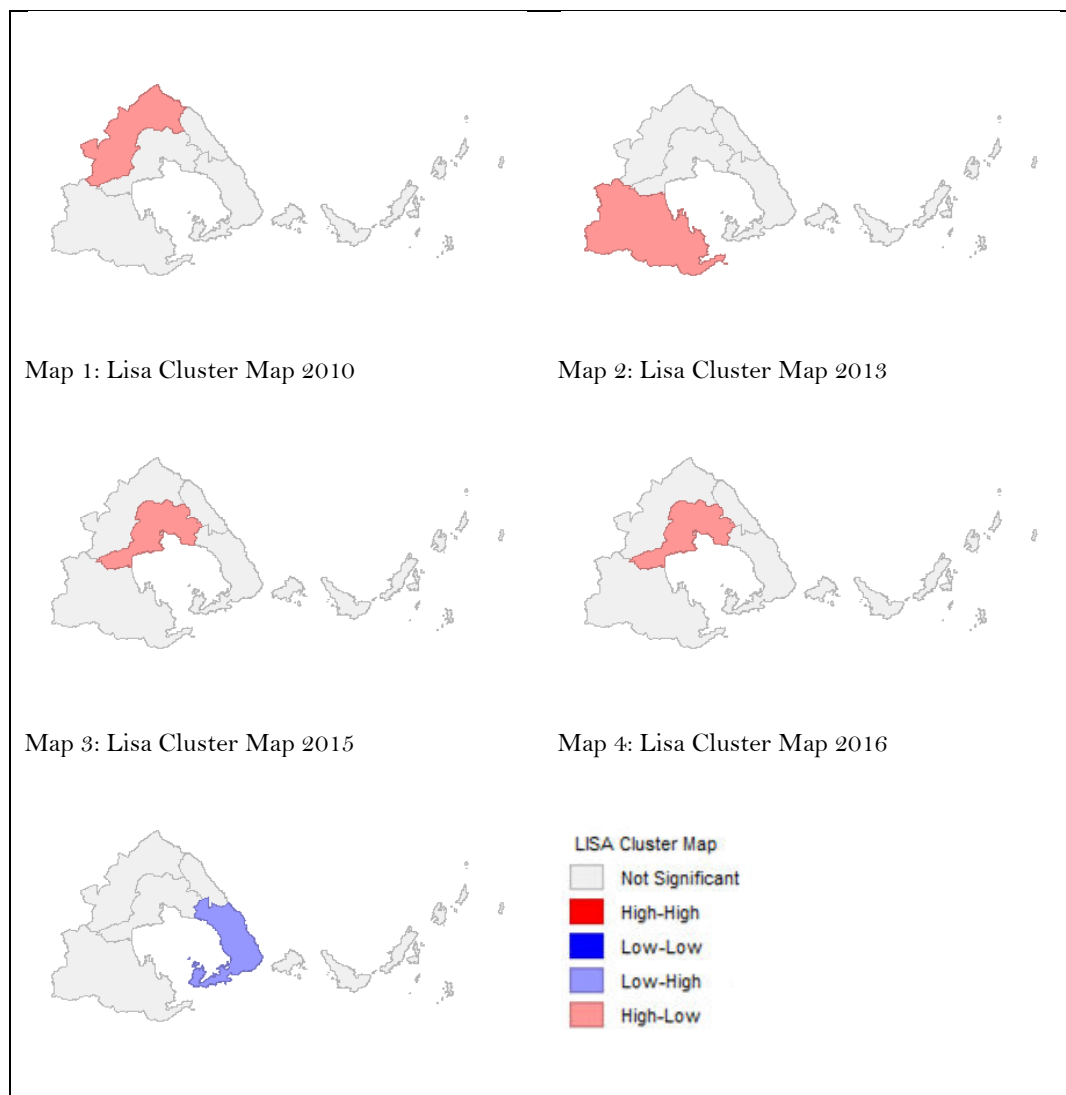 Map 1: Lisa Cluster Map 2010
Map 2: Lisa Cluster Map 2013
Map 3: Lisa Cluster Map 2015
Map 4: Lisa Cluster Map 2016
LISA Cluster Map
Not Significant
High-High
Low-Low
Low-High
High-Low